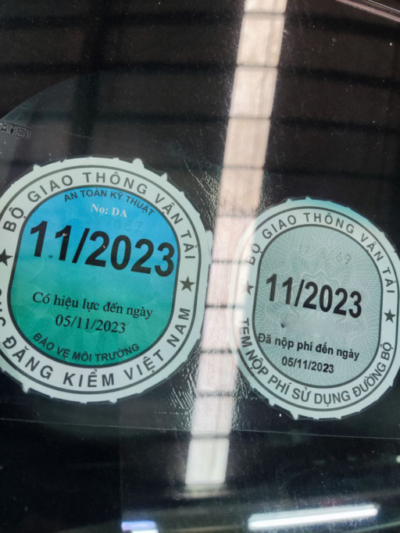 BỘ GIAO THÔNG VẬN TẢI
AN TOÀN KỸ THUẬT
No: DA
11/2023
Có hiệu lực đến ngày
05/11/2023
BẢO VỆ MÔI TRƯỜNG
ĐĂNG KIỂM VIỆT NAM
BỘ GIAO THÔNG VẬN TẢI
11/2023
Đã nộp phí đến ngày
05/11/2023
TEM NỘP PHÍ SỬ DỤNG ĐƯỜNG BỘ